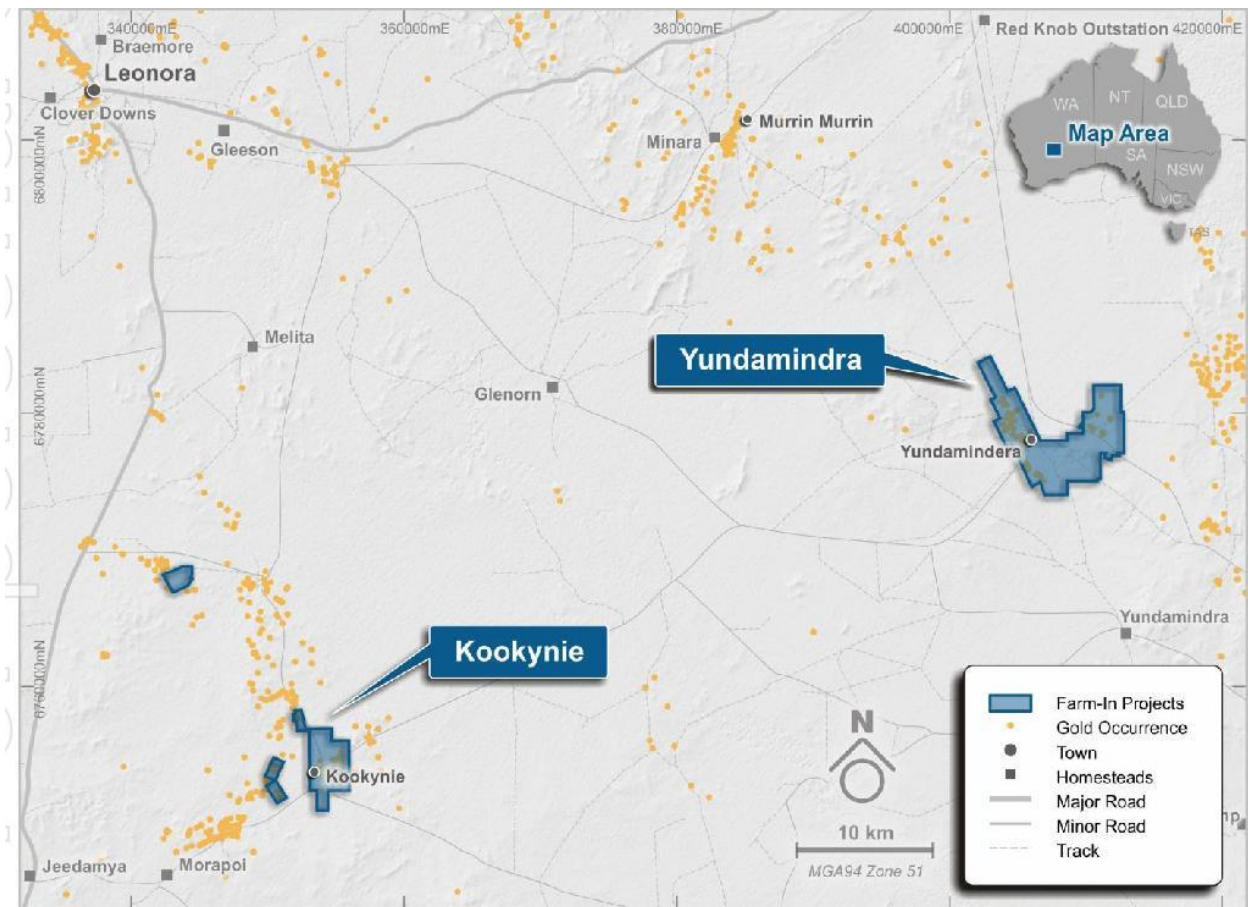 340000mE
360000mE
380000mE
400000mE
420000mE
Braemore
Red Knob Outstation
Leonora
Clover Downs
Gleeson
Murrin Murrin
Minara
WA
NT
QLD
Map Area
SA
NSW
VIC
TAS
6800000mN
Melita
Yundamindra
Glenorn
6780000mN
Yundamindera
Kookynie
Yundamindra
6760000mN
Kookynie
Jeedamya
Morapoi
N
10 km
MGA94 Zone 51
Farm-In Projects
Gold Occurrence
Town
Homesteads
Major Road
Minor Road
Track